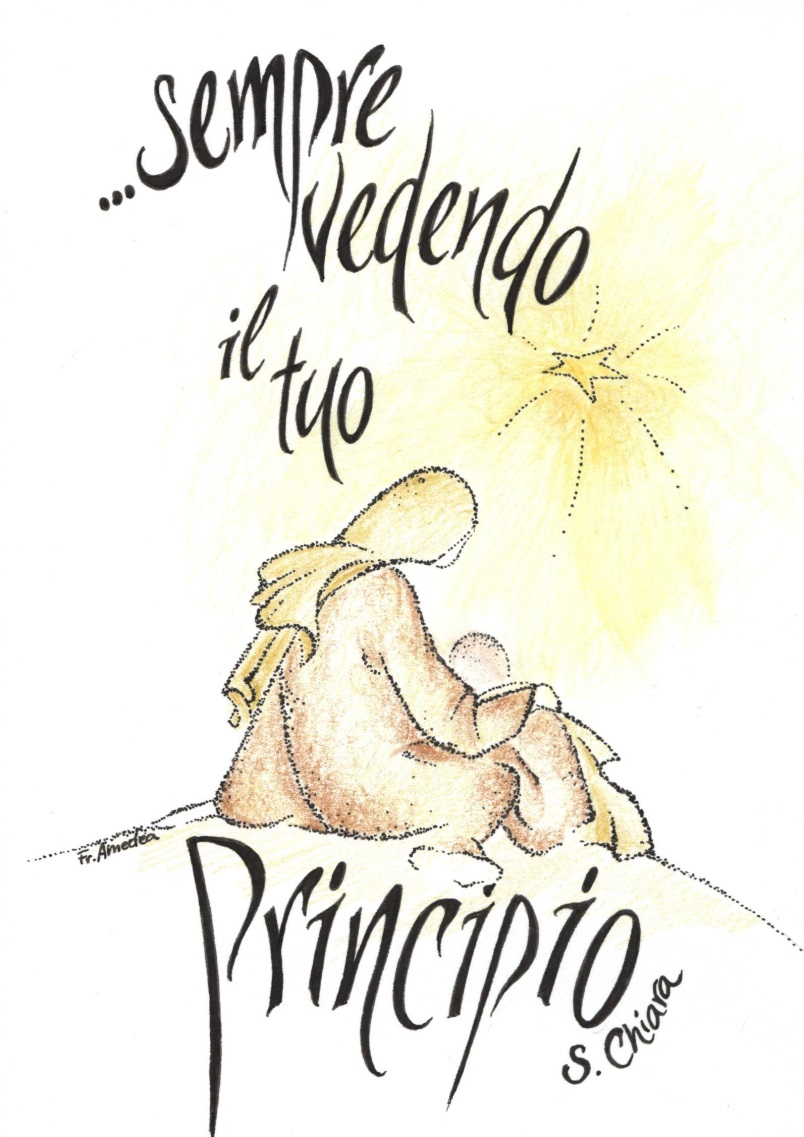 ...sempre
vedendo
il tuo
fr. Amedea
Principio
S. Chiara